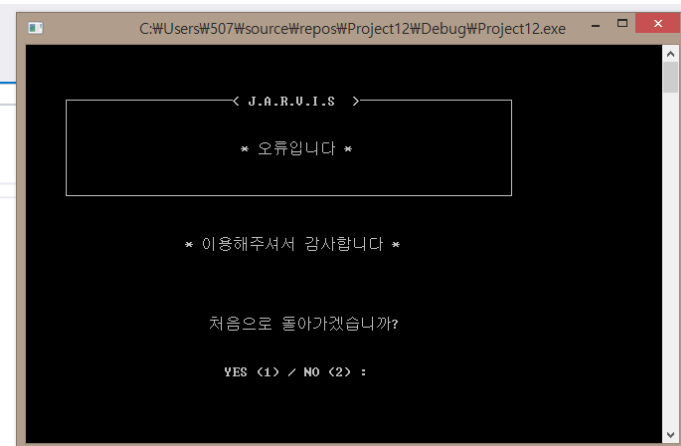 C:₩Users₩507₩source₩repos₩Project12₩Debug₩Project12.exe
< J.A.R.V.I.S >
* 오류입니다 *
* 이용해주셔서 감사합니다 *
처음으로 돌아가겠습니까?
YES (1) / NO (2) :